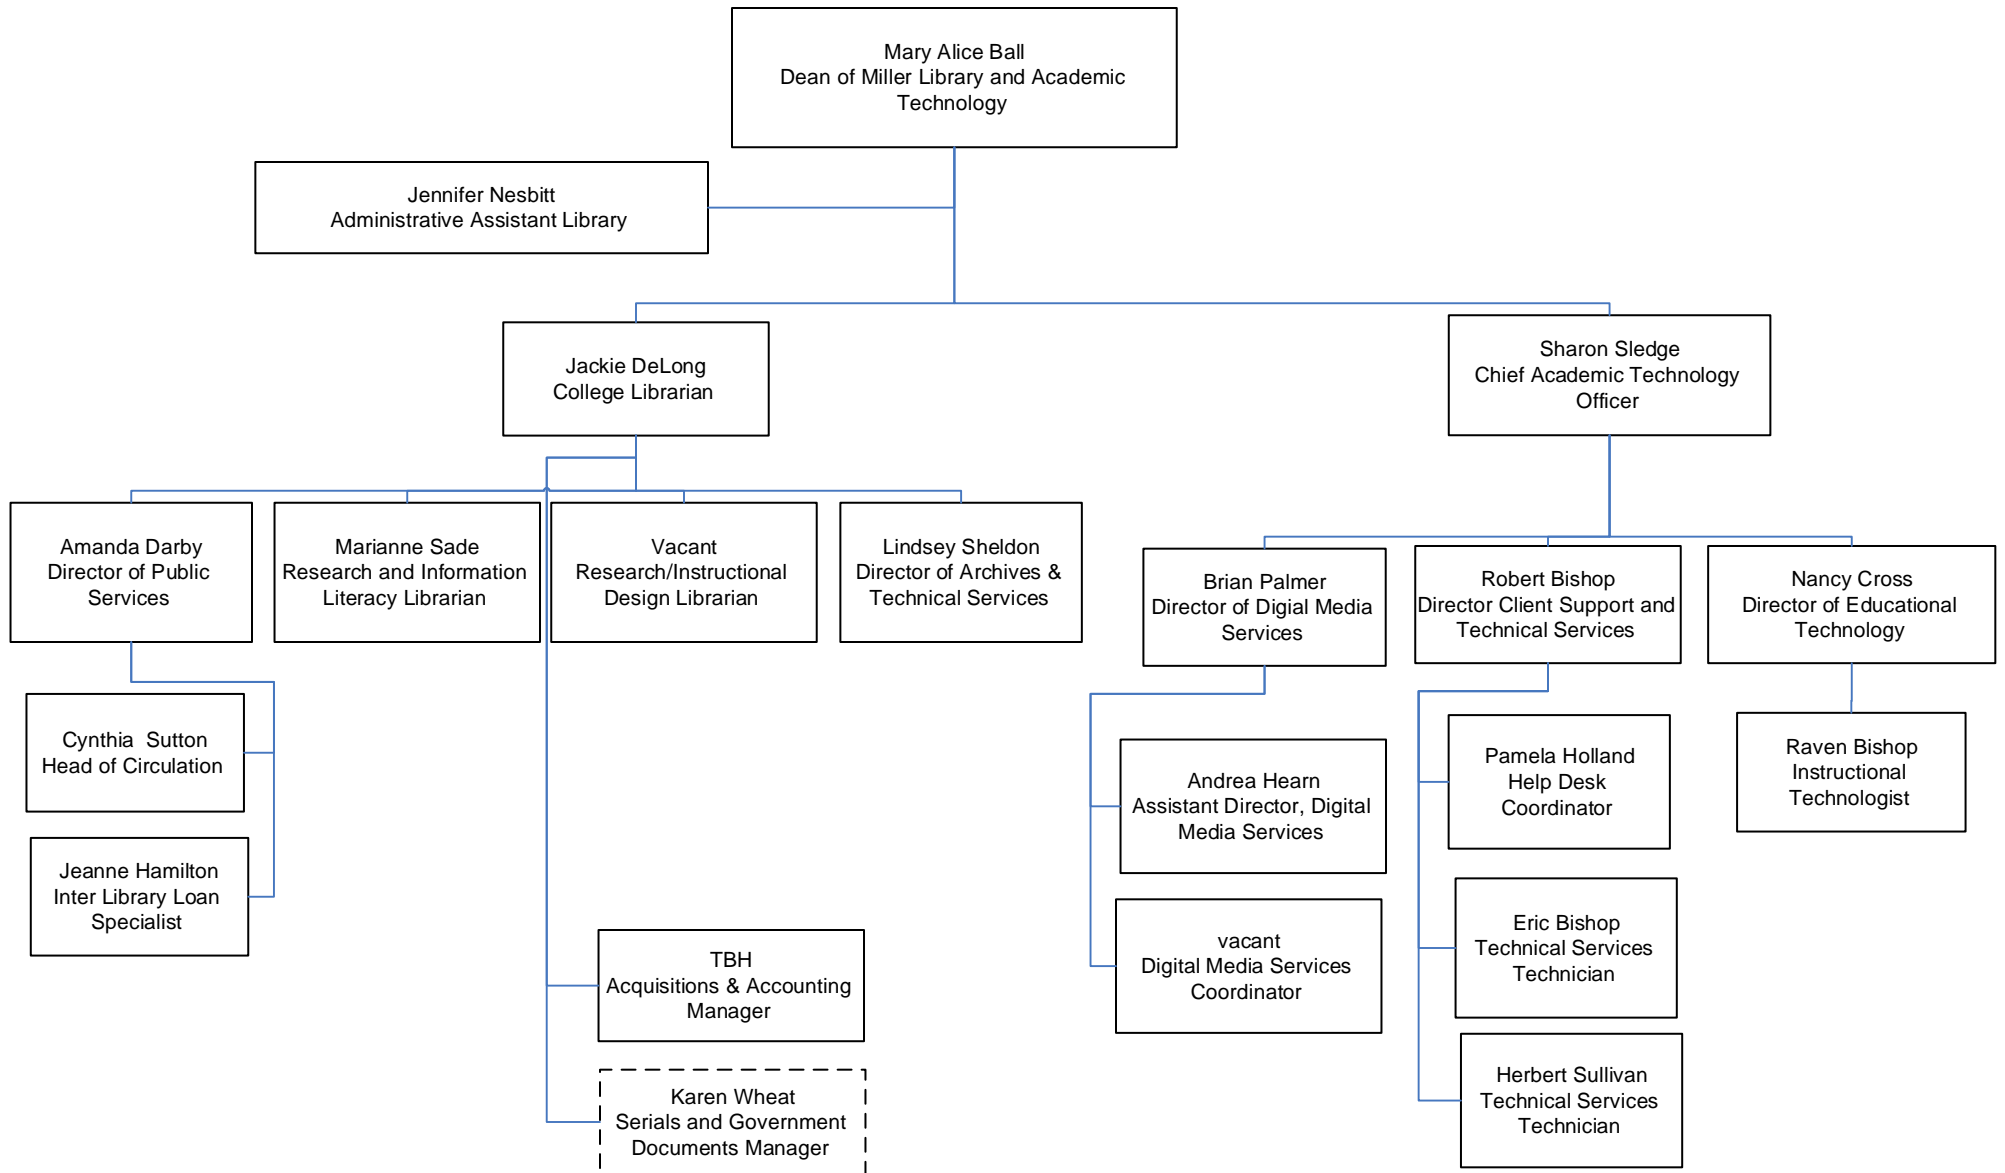 Mary Alice Ball
Dean of Miller Library and Academic
Technology
Jennifer Nesbitt
Administrative Assistant Library
Jackie DeLong
College Librarian
Sharon Sledge
Chief Academic Technology
Officer
Amanda Darby
Director of Public
Services
Marianne Sade
Research and Information
Literacy Librarian
Vacant
Research/Instructional
Design Librarian
Lindsey Sheldon
Director of Archives &
Technical Services
Brian Palmer
Director of Digial Media
Services
Robert Bishop
Director Client Support and
Technical Services
Nancy Cross
Director of Educational
Technology
Cynthia  Sutton
Head of Circulation
Jeanne Hamilton
Inter Library Loan
Specialist
TBH
Acquisitions & Accounting
Manager
Karen Wheat
Serials and Government
Documents Manager
Andrea Hearn
Assistant Director, Digital
Media Services
vacant
Digital Media Services
Coordinator
Pamela Holland
Help Desk
Coordinator
Eric Bishop
Technical Services
Technician
Herbert Sullivan
Technical Services
Technician
Raven Bishop
Instructional
Technologist